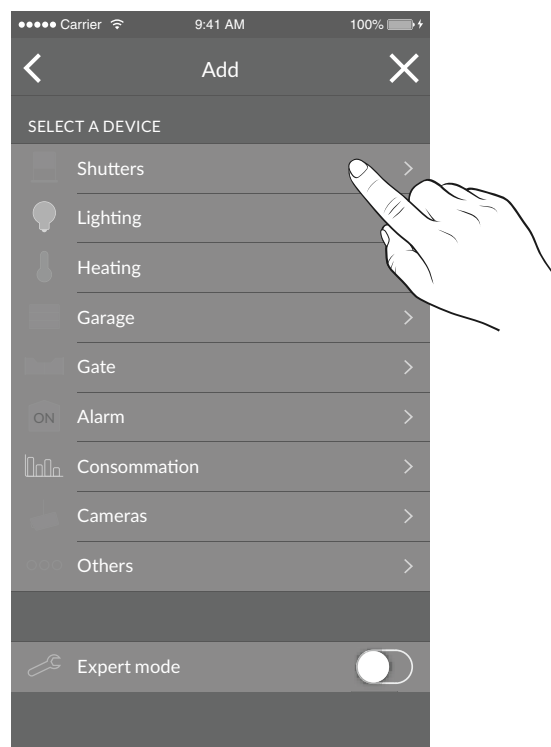 Carrier 9:41 AM 100%
Add
SELECT A DEVICE
Shutters
Lighting
Heating
Garage
Gate
ON Alarm
Consommation
Cameras
Others
Expert mode